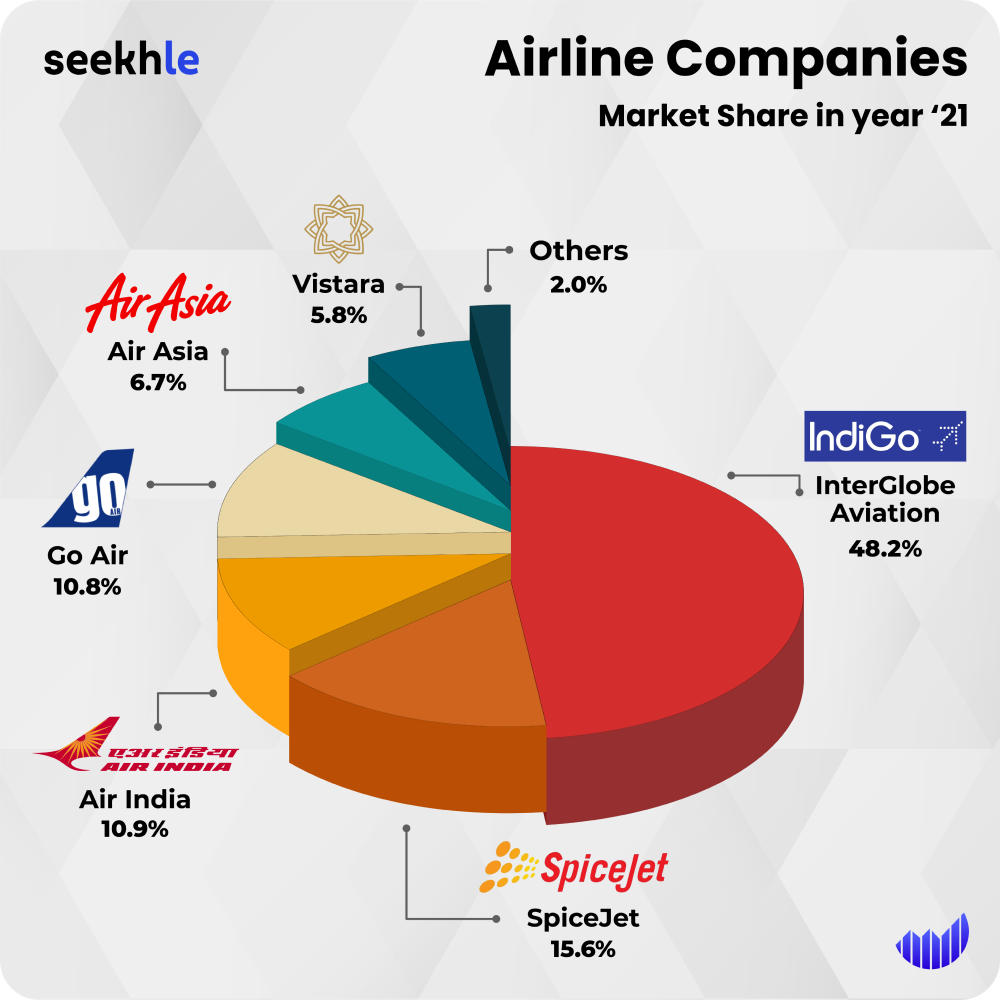 seekhle
Airline Companies
Market Share in year ‘21
Others
2.0%
Vistara
5.8%
AirAsia
Air Asia
6.7%
IndiGo
InterGlobe
Aviation
48.2%
go
AIR
Go Air
10.8%
एअर इंडिया
AIR INDIA
Air India
10.9%
SpiceJet
SpiceJet
15.6%